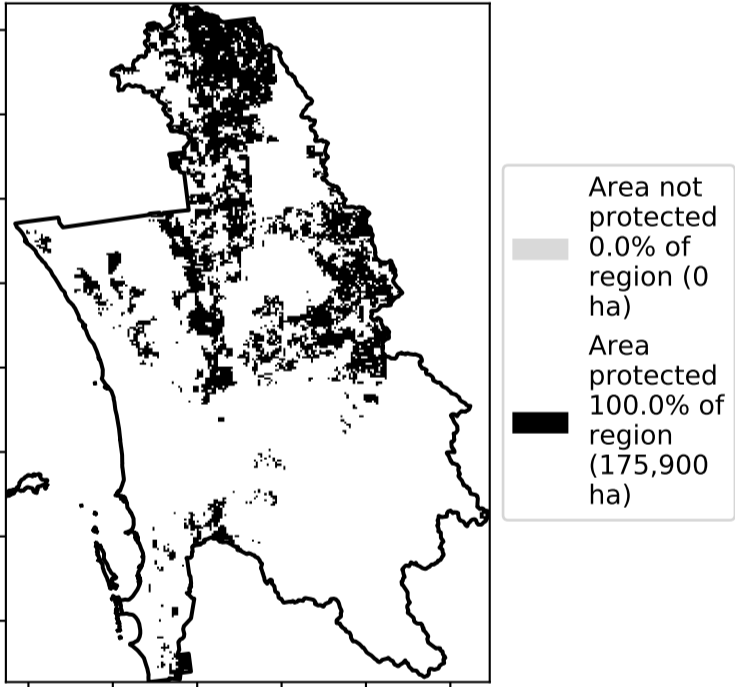 Area not
protected
0.0% of
region (0
ha)
Area
protected
100.0% of
region
(175,900
ha)